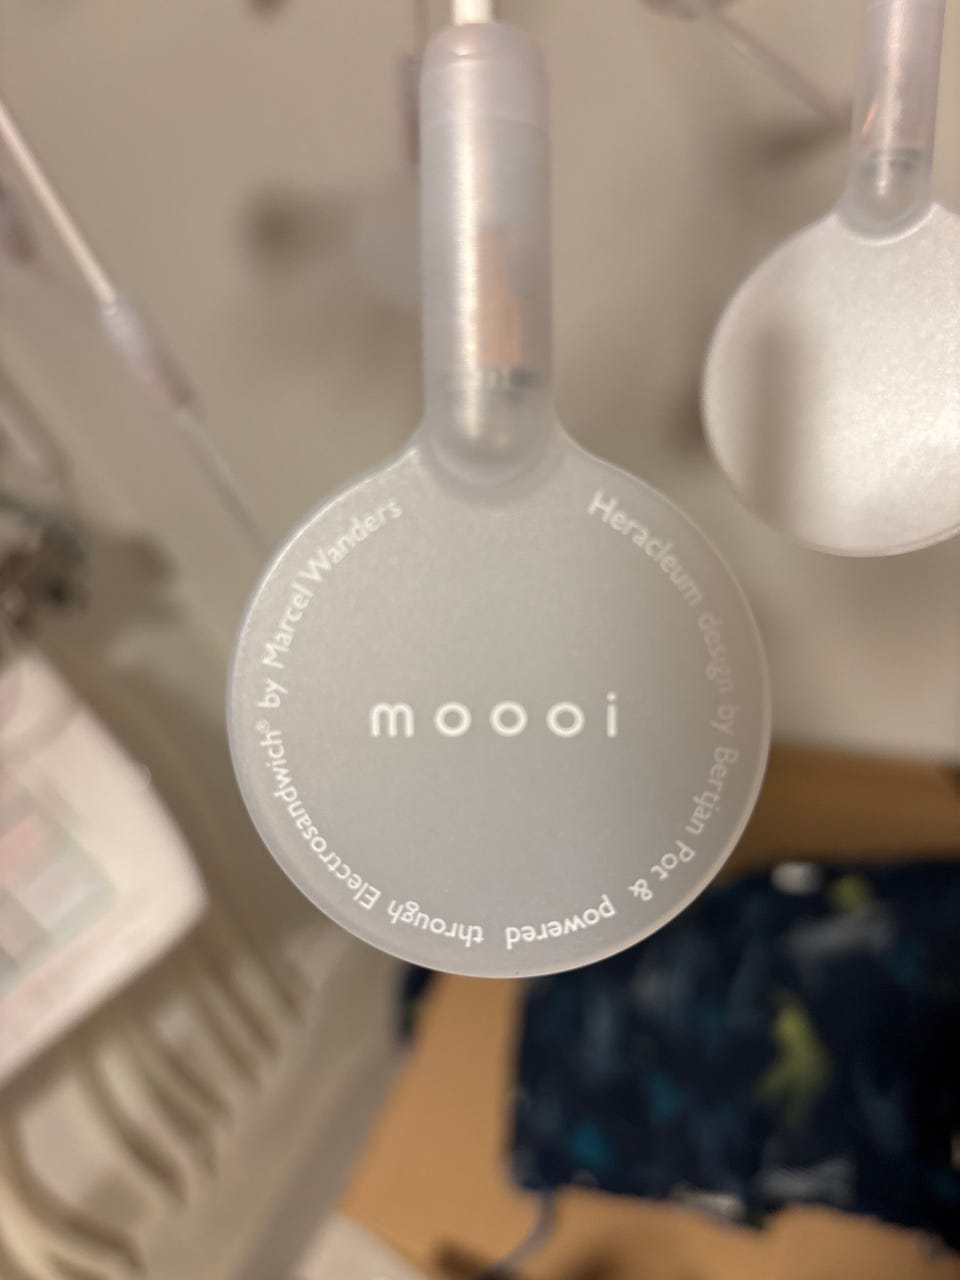 Heracleum design by Bertjan Pot & powered through Electrosandwich® by Marcel Wanders
moooi